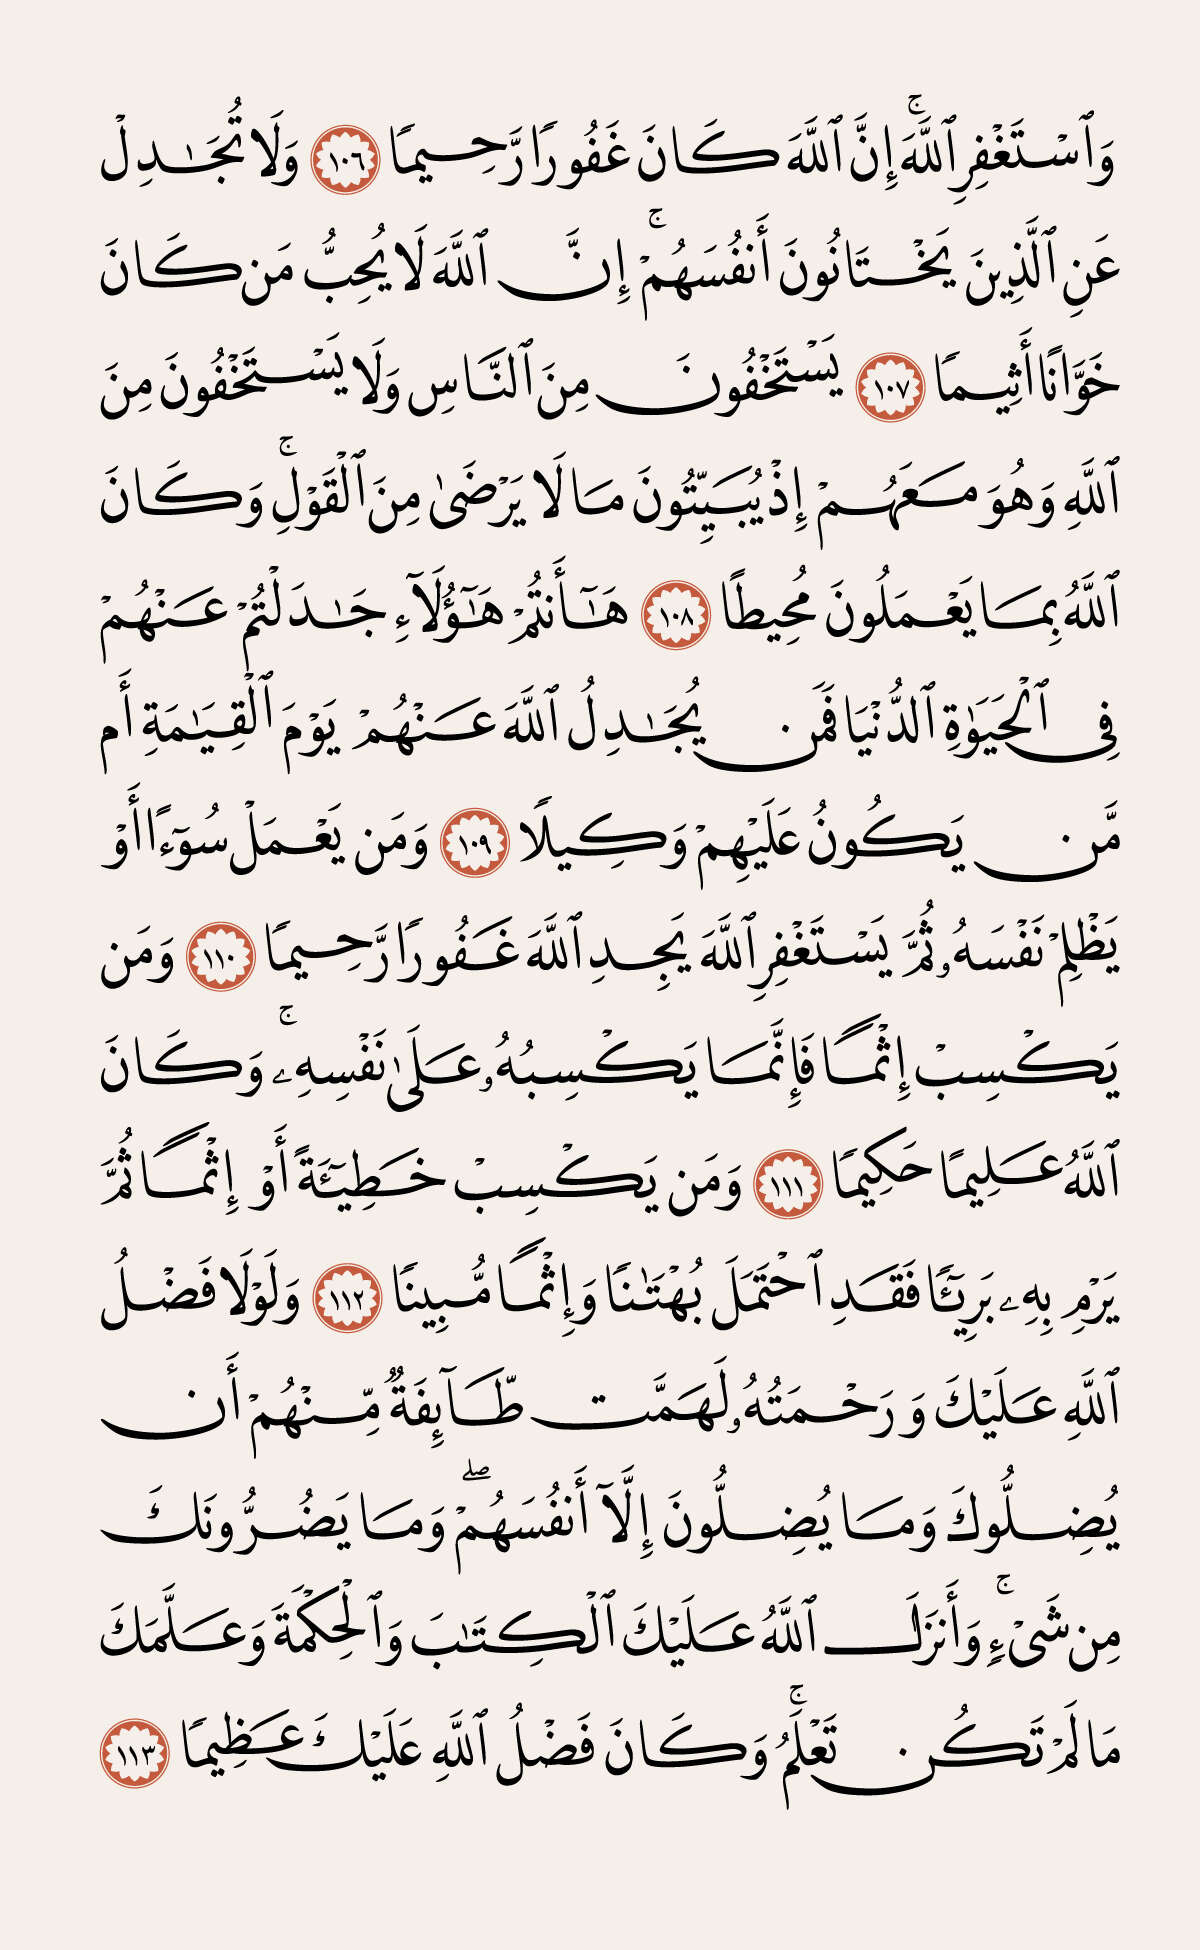 وَٱسْتَغْفِرِ ٱللَّهَۚ إِنَّ ٱللَّهَ كَانَ غَفُورًا رَّحِيمًا ١٠٦ وَلَا تُجَٰدِلْ
عَنِ ٱلَّذِينَ يَخْتَانُونَ أَنفُسَهُمْۚ إِنَّ ٱللَّهَ لَا يُحِبُّ مَن كَانَ
خَوَّانًا أَثِيمًا ١٠٧ يَسْتَخْفُونَ مِنَ ٱلنَّاسِ وَلَا يَسْتَخْفُونَ مِنَ
ٱللَّهِ وَهُوَ مَعَهُمْ إِذْ يُبَيِّتُونَ مَا لَا يَرْضَىٰ مِنَ ٱلْقَوْلِۚ وَكَانَ
ٱللَّهُ بِمَا يَعْمَلُونَ مُحِيطًا ١٠٨ هَٰٓأَنتُمْ هَٰٓؤُلَآءِ جَٰدَلْتُمْ عَنْهُمْ
فِى ٱلْحَيَوٰةِ ٱلدُّنْيَا فَمَن يُجَٰدِلُ ٱللَّهَ عَنْهُمْ يَوْمَ ٱلْقِيَٰمَةِ أَم
مَّن يَكُونُ عَلَيْهِمْ وَكِيلًا ١٠٩ وَمَن يَعْمَلْ سُوٓءًا أَوْ
يَظْلِمْ نَفْسَهُۥ ثُمَّ يَسْتَغْفِرِ ٱللَّهَ يَجِدِ ٱللَّهَ غَفُورًا رَّحِيمًا ١١٠ وَمَن
يَكْسِبْ إِثْمًا فَإِنَّمَا يَكْسِبُهُۥ عَلَىٰ نَفْسِهِۦۚ وَكَانَ
ٱللَّهُ عَلِيمًا حَكِيمًا ١١١ وَمَن يَكْسِبْ خَطِيٓـَٔةً أَوْ إِثْمًا ثُمَّ
يَرْمِ بِهِۦ بَرِيٓـًٔا فَقَدِ ٱحْتَمَلَ بُهْتَٰنًا وَإِثْمًا مُّبِينًا ١١٢ وَلَوْلَا فَضْلُ
ٱللَّهِ عَلَيْكَ وَرَحْمَتُهُۥ لَهَمَّت طَّآئِفَةٌ مِّنْهُمْ أَن
يُضِلُّوكَ وَمَا يُضِلُّونَ إِلَّآ أَنفُسَهُمْۖ وَمَا يَضُرُّونَكَ
مِن شَىْءٍۚ وَأَنزَلَ ٱللَّهُ عَلَيْكَ ٱلْكِتَٰبَ وَٱلْحِكْمَةَ وَعَلَّمَكَ
مَا لَمْ تَكُن تَعْلَمُۚ وَكَانَ فَضْلُ ٱللَّهِ عَلَيْكَ عَظِيمًا ١١٣